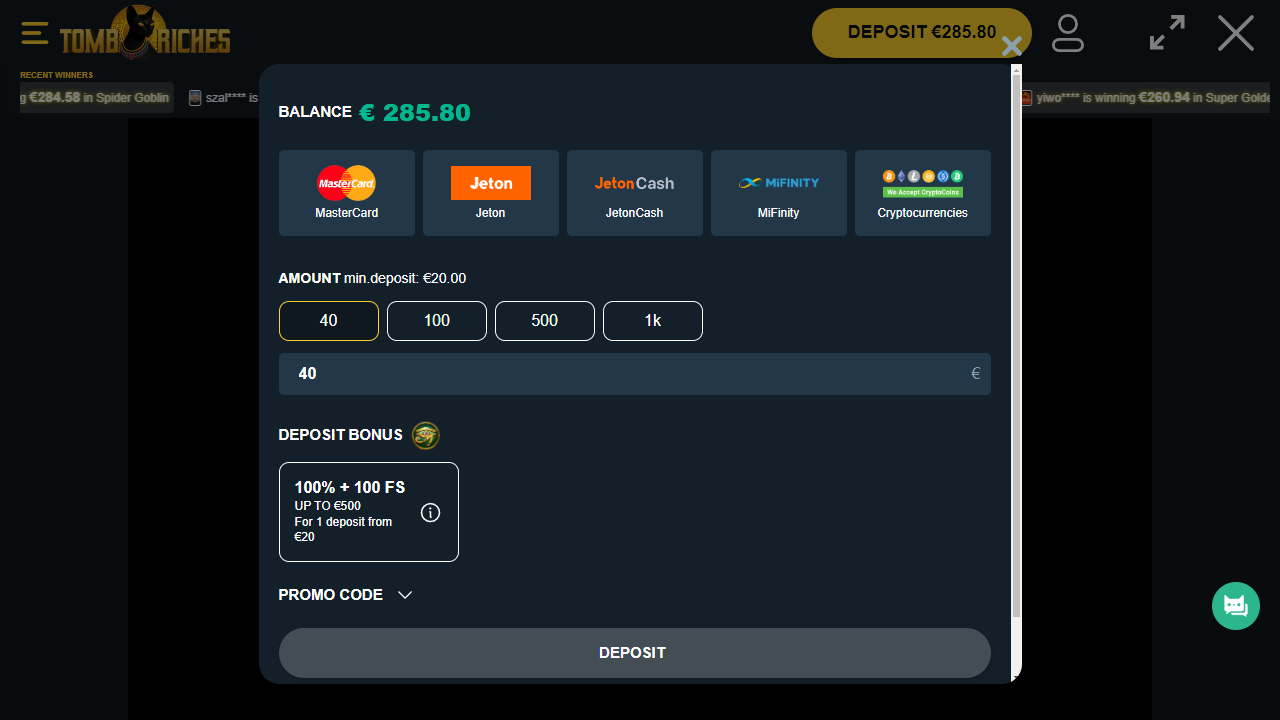 TOMB RICHES
DEPOSIT €285.80
RECENT WINNERS
g €284.58 in Spider Goblin
szal**** is
yiwo**** is winning €260.94 in Super Golde
BALANCE € 285.80
MasterCard
Jeton
JetonCash
MiFINITY
We Accept CryptoCoins
MasterCard
Jeton
JetonCash
MiFinity
Cryptocurrencies
AMOUNT min.deposit: €20.00
40
100
500
1k
40 €
DEPOSIT BONUS
100% + 100 FS
UP TO €500
For 1 deposit from
€20
PROMO CODE
DEPOSIT